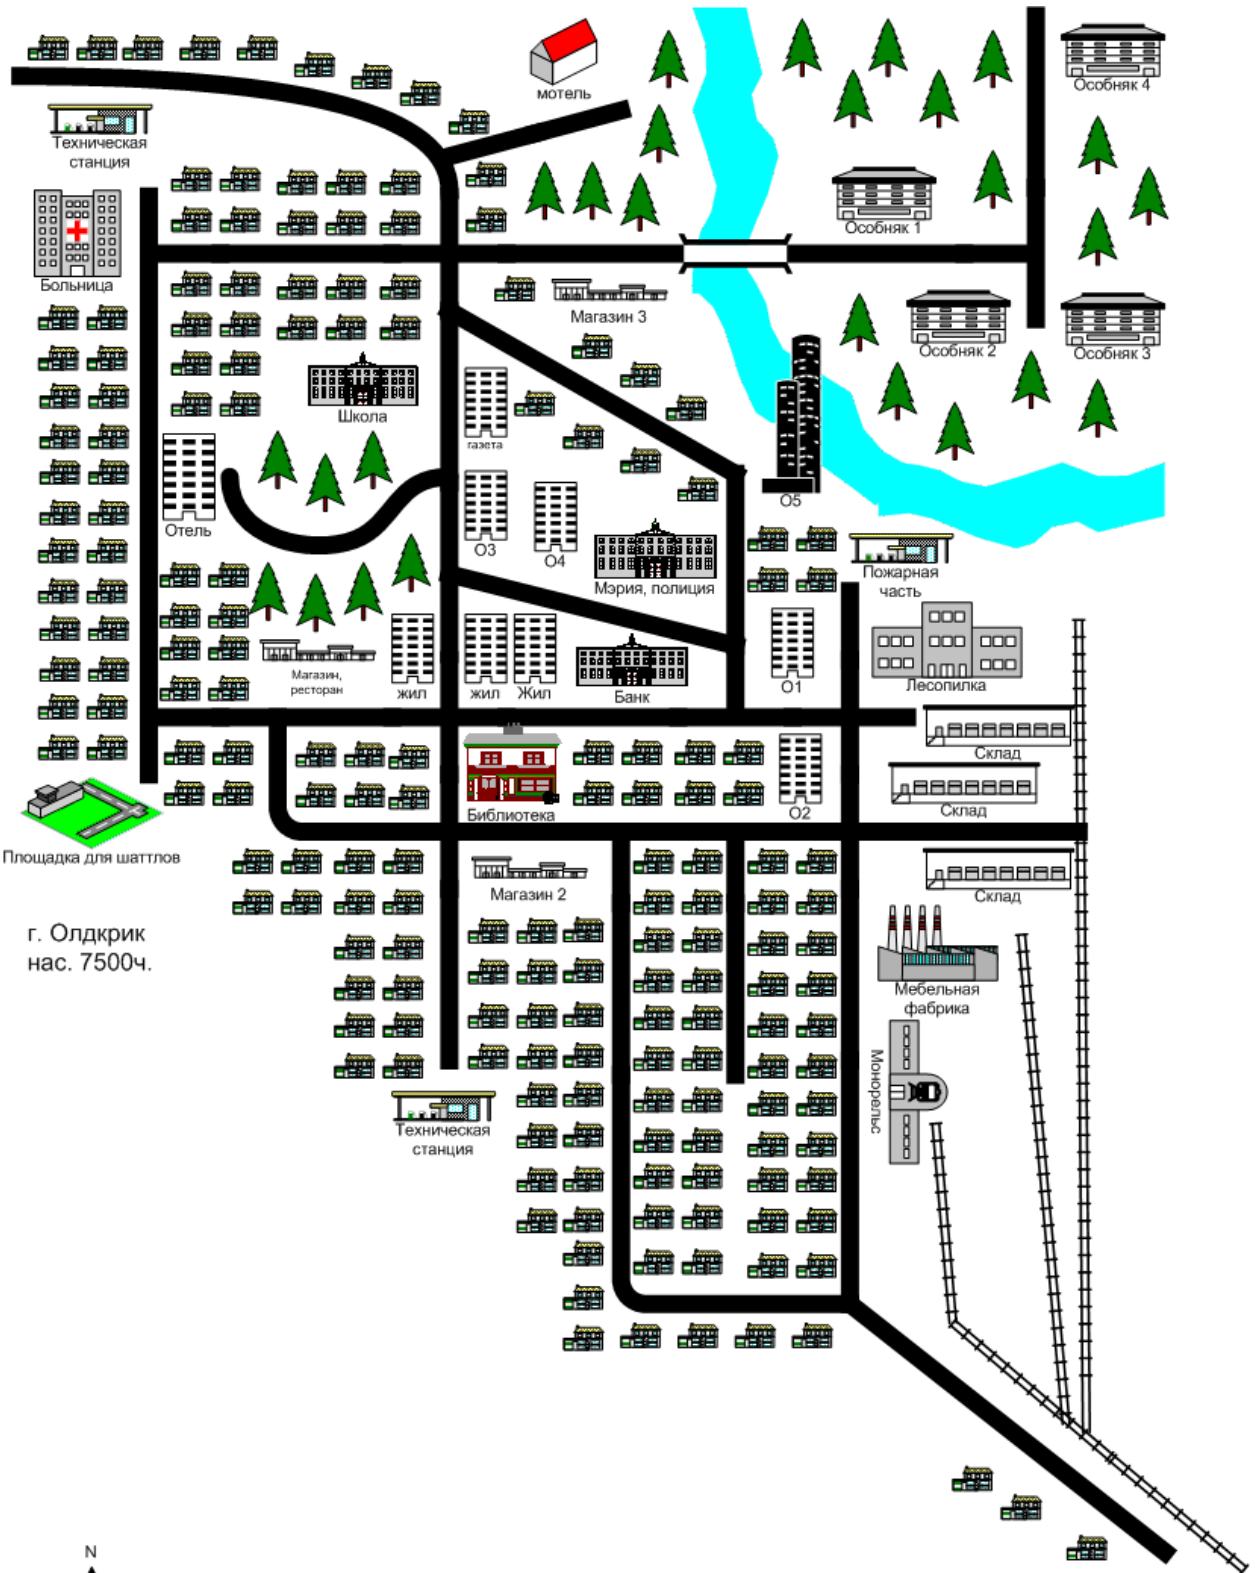 мотель
Особняк 4
Техническая
станция
Особняк 1
Больница
Магазин 3
Особняк 2
Особняк 3
Школа
газета
О5
Отель
О3
О4
Мэрия, полиция
Пожарная
часть
Магазин,
ресторан
жил
жил
Жил
Банк
О1
Лесопилка
Склад
Склад
Библиотека
О2
Площадка для шаттлов
Магазин 2
Склад
г. Олдкрик
нас. 7500ч.
Мебельная
фабрика
Монорельс
Техническая
станция
N